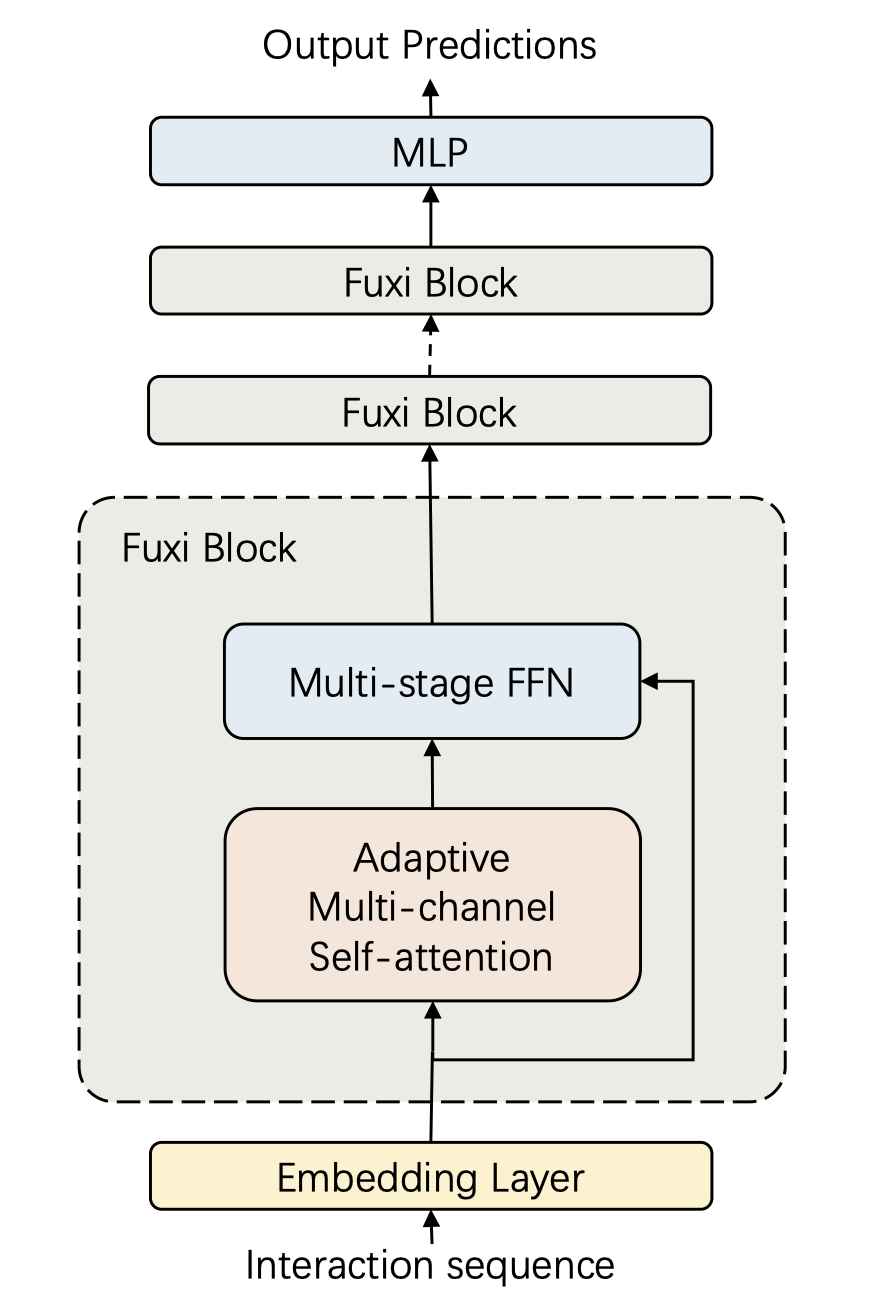 Output Predictions
MLP
Fuxi Block
Fuxi Block
Fuxi Block
Multi-stage FFN
Adaptive
Multi-channel
Self-attention
Embedding Layer
Interaction sequence